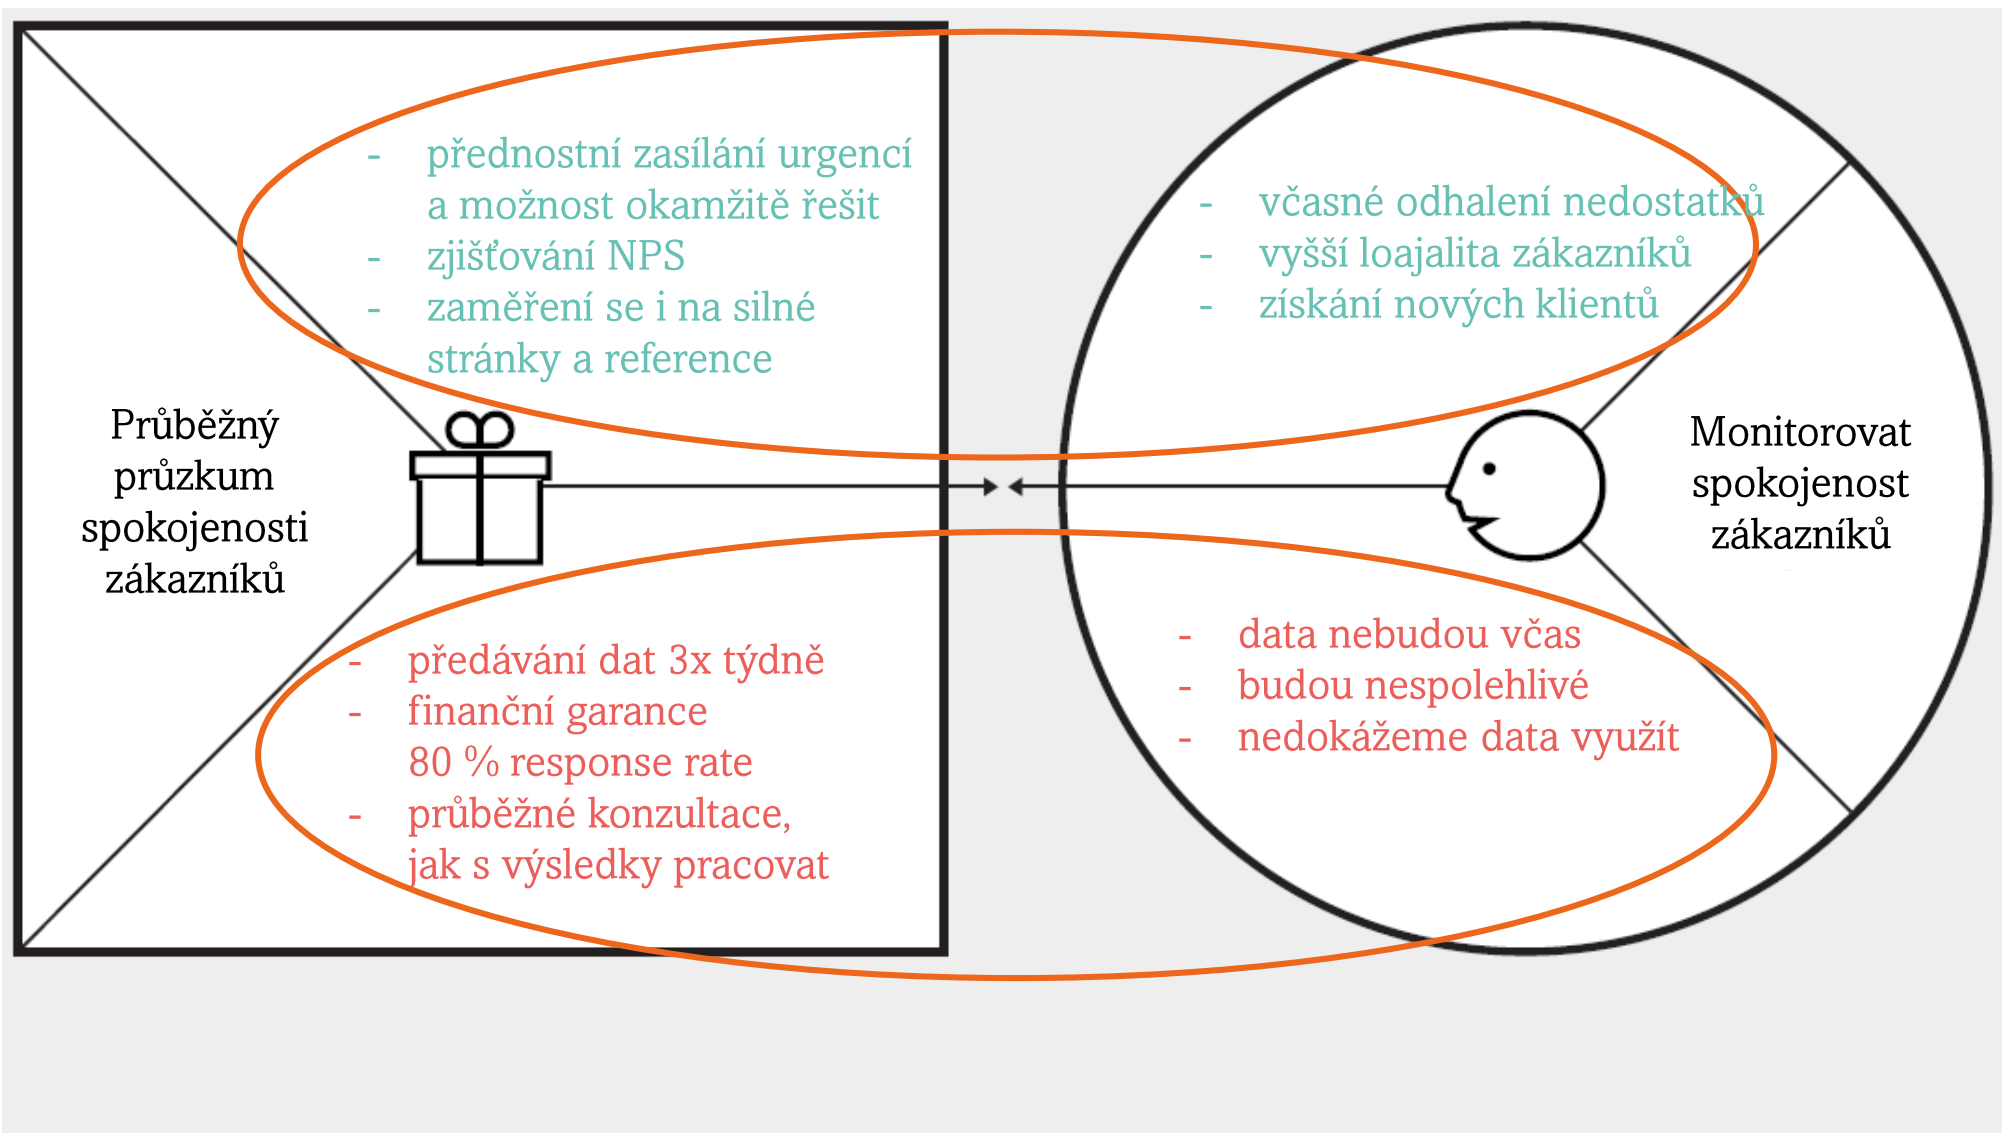 - přednostní zasílání urgencí
a možnost okamžitě řešit
- zjišťování NPS
- zaměření se i na silné
stránky a reference
- včasné odhalení nedostatků
- vyšší loajalita zákazníků
- získání nových klientů
Průběžný
průzkum
spokojenosti
zákazníků
Monitorovat
spokojenost
zákazníků
- předávání dat 3x týdně
- finanční garance
80 % response rate
- průběžné konzultace,
jak s výsledky pracovat
- data nebudou včas
- budou nespolehlivé
- nedokážeme data využít